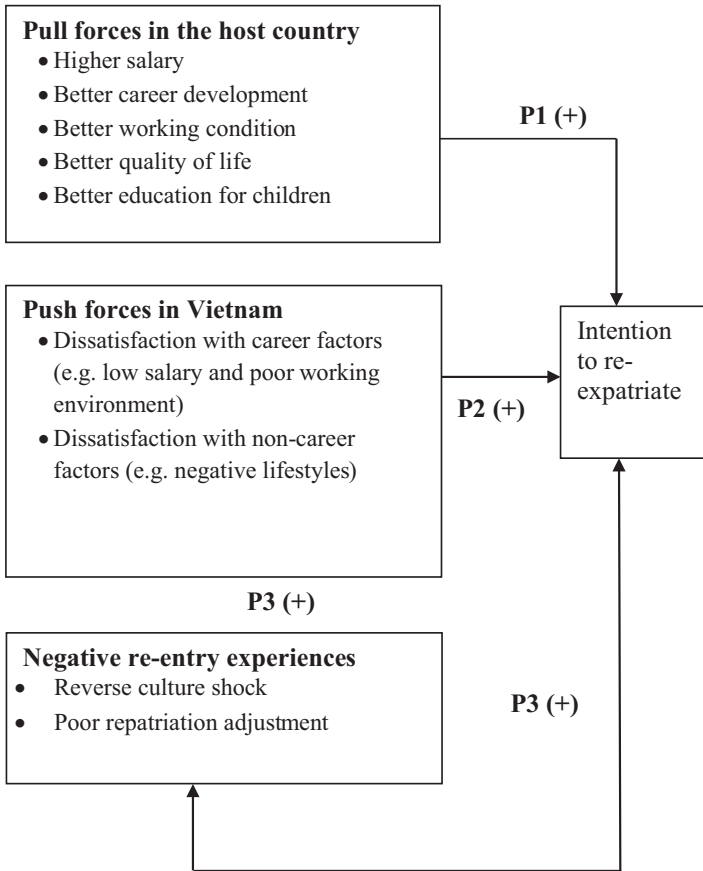 Pull forces in the host country
• Higher salary
• Better career development
• Better working condition
• Better quality of life
• Better education for children
P1 (+)
Push forces in Vietnam
• Dissatisfaction with career factors
(e.g. low salary and poor working
environment)
• Dissatisfaction with non-career
factors (e.g. negative lifestyles)
P2 (+)
Intention
to re-
expatriate
P3 (+)
Negative re-entry experiences
• Reverse culture shock
• Poor repatriation adjustment
P3 (+)